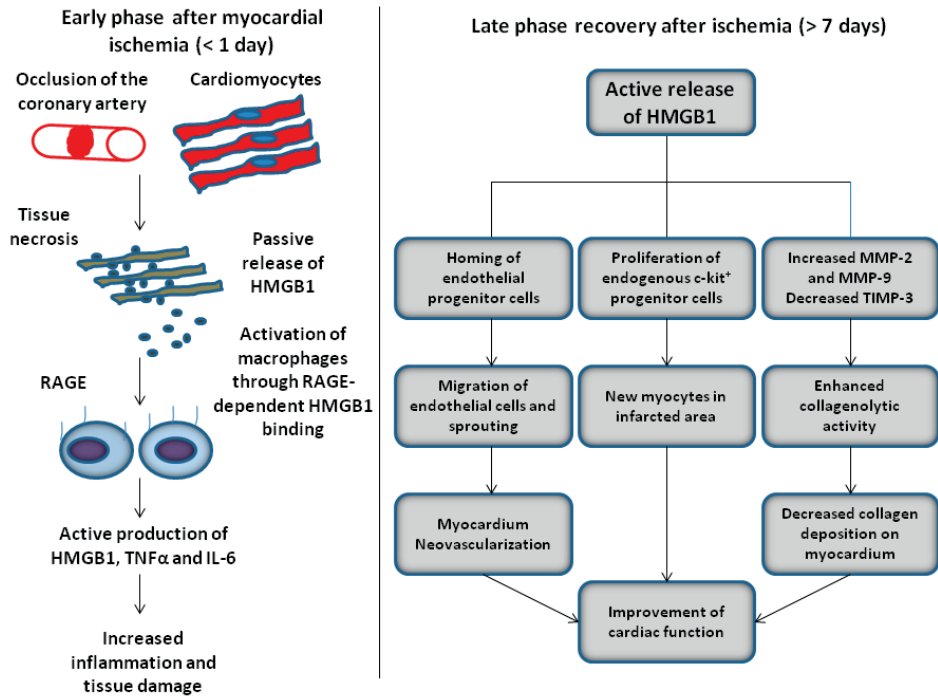 Early phase after myocardial
ischemia (< 1 day)
Occlusion of the
coronary artery
Cardiomyocytes
Tissue
necrosis
Passive
release of
HMGB1
Activation of
macrophages
through RAGE-
dependent HMGB1
binding
RAGE
Active production of
HMGB1, TNFα and IL-6
Increased
inflammation and
tissue damage
Late phase recovery after ischemia (> 7 days)
Active release
of HMGB1
Homing of
endothelial
progenitor cells
Proliferation of
endogenous c-kit⁺
progenitor cells
Increased MMP-2
and MMP-9
Decreased TIMP-3
Migration of
endothelial cells and
sprouting
New myocytes in
infarcted area
Enhanced
collagenolytic
activity
Myocardium
Neovascularization
Decreased collagen
deposition on
myocardium
Improvement of
cardiac function